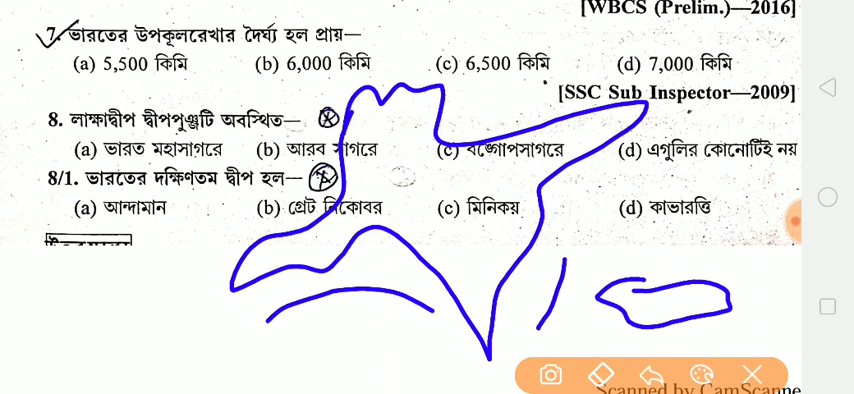 [WBCS (Prelim.)—2016]
7. ভারতের উপকূলরেখার দৈর্ঘ্য হল প্রায়—
(a) 5,500 কিমি (b) 6,000 কিমি (c) 6,500 কিমি (d) 7,000 কিমি
[SSC Sub Inspector—2009]
8. লাক্ষাদ্বীপ দ্বীপপুঞ্জটি অবস্থিত—
(a) ভারত মহাসাগরে (b) আরব সাগরে (c) বঙ্গোপসাগরে (d) এগুলির কোনোটিই নয়
8/1. ভারতের দক্ষিণতম দ্বীপ হল—
(a) আন্দামান (b) গ্রেট নিকোবর (c) মিনিকয় (d) কাভারত্তি
Scanned by CamScanne